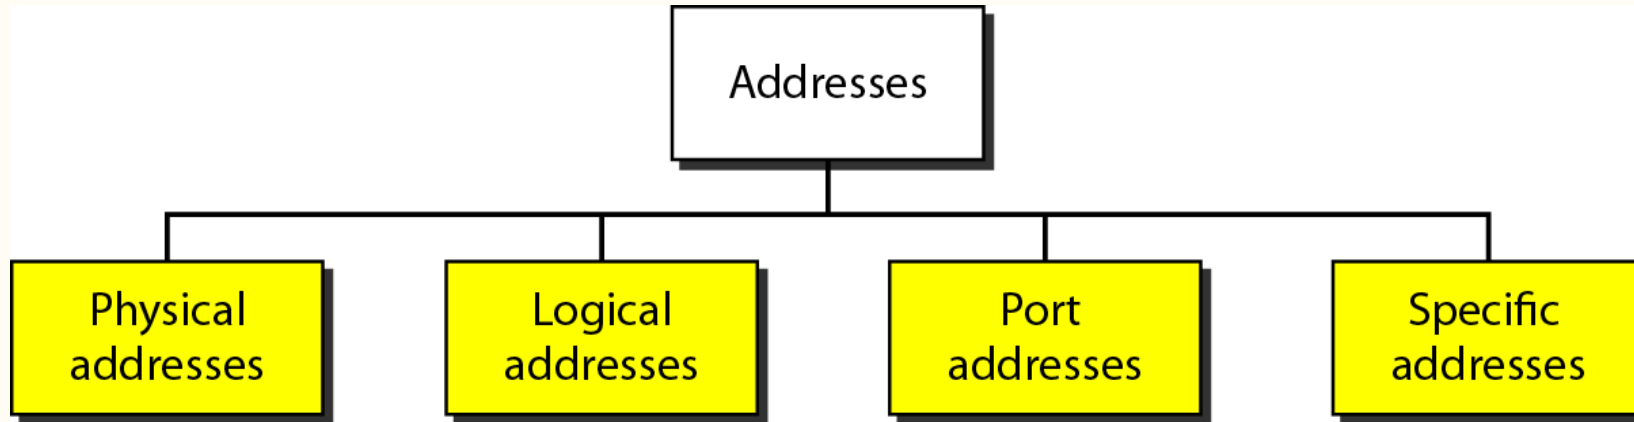 Addresses
Physical
addresses
Logical
addresses
Port
addresses
Specific
addresses